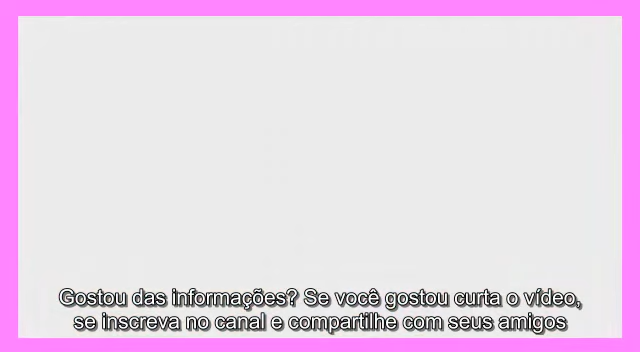 Gostou das informações? Se você gostou curta o vídeo,
se inscreva no canal e compartilhe com seus amigos